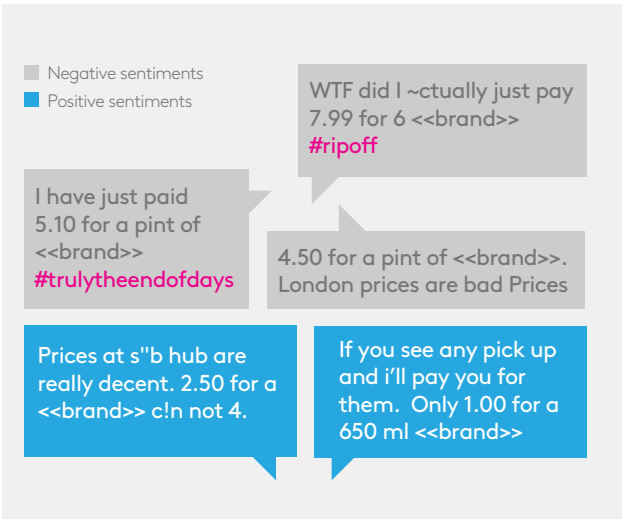 Negative sentiments
Positive sentiments
WTF did I ~ctually just pay
7.99 for 6 <<brand>>
#ripoff
I have just paid
5.10 for a pint of
<<brand>>
#trulytheendofdays
4.50 for a pint of <<brand>>.
London prices are bad Prices
Prices at s"b hub are
really decent. 2.50 for a
<<brand>> c!n not 4.
If you see any pick up
and i’ll pay you for
them.  Only 1.00 for a
650 ml <<brand>>